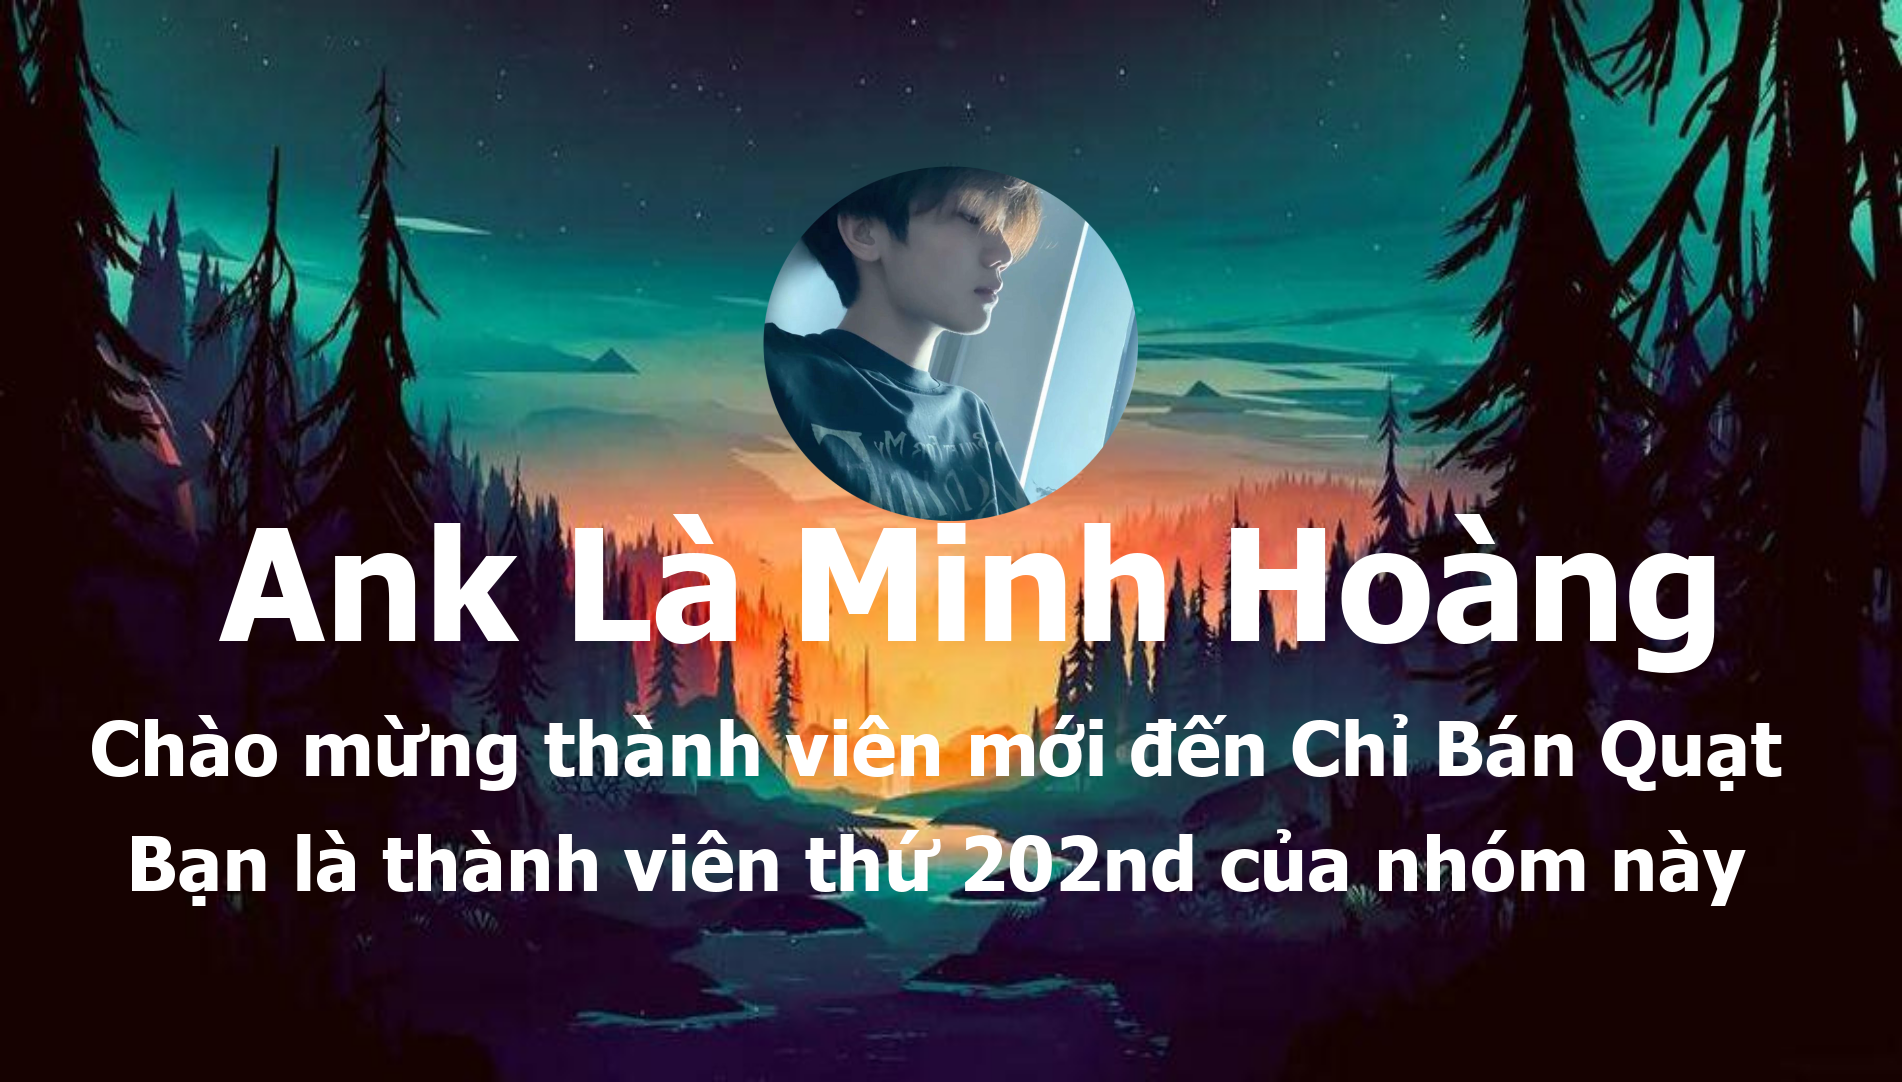 Ank Là Minh Hoàng
Chào mừng thành viên mới đến Chỉ Bán Quạt
Bạn là thành viên thứ 202nd của nhóm này